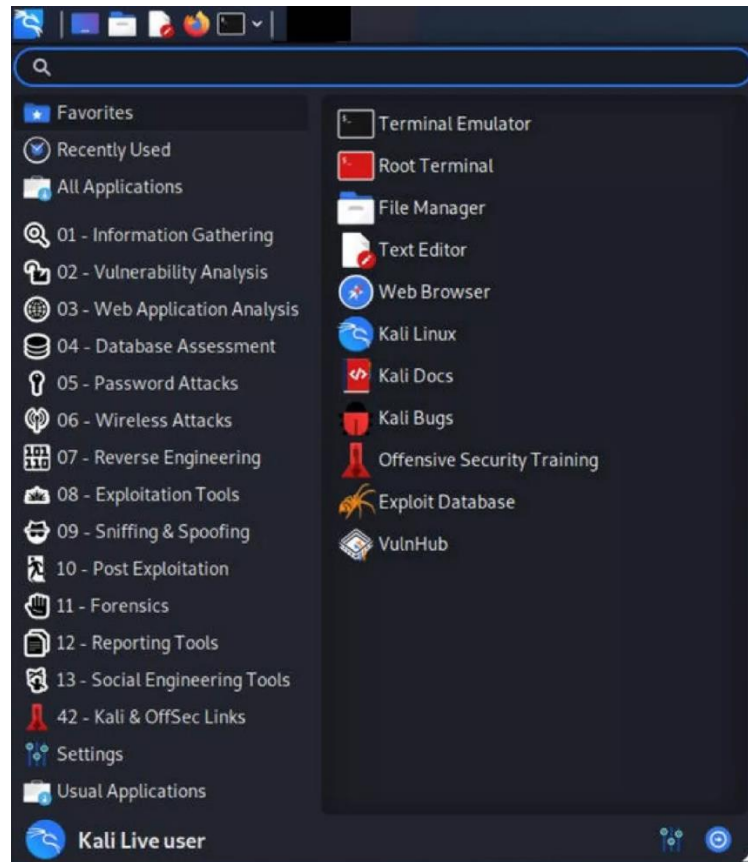 Favorites
Recently Used
All Applications
01 - Information Gathering
02 - Vulnerability Analysis
03 - Web Application Analysis
04 - Database Assessment
05 - Password Attacks
06 - Wireless Attacks
07 - Reverse Engineering
08 - Exploitation Tools
09 - Sniffing & Spoofing
10 - Post Exploitation
11 - Forensics
12 - Reporting Tools
13 - Social Engineering Tools
42 - Kali & OffSec Links
Settings
Usual Applications
Terminal Emulator
Root Terminal
File Manager
Text Editor
Web Browser
Kali Linux
Kali Docs
Kali Bugs
Offensive Security Training
Exploit Database
VulnHub
Kali Live user